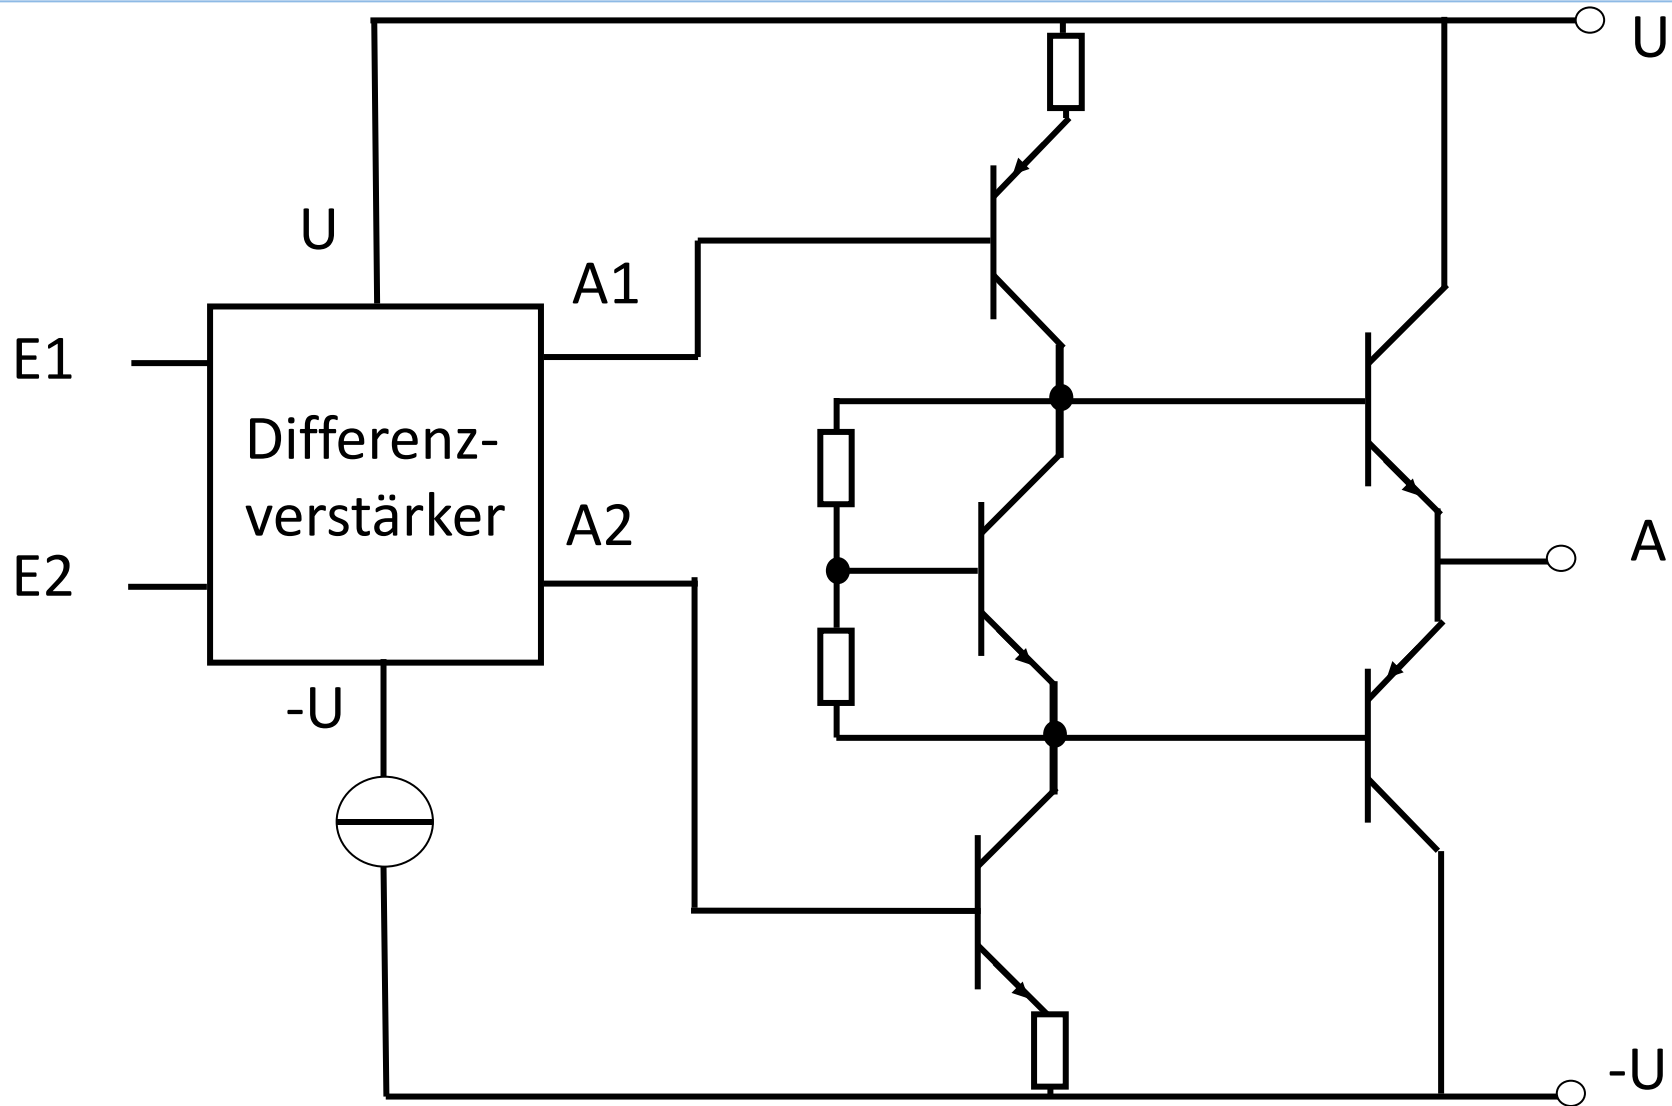 U
U
A1
E1
Differenz-
verstärker
A2
A
E2
-U
-U